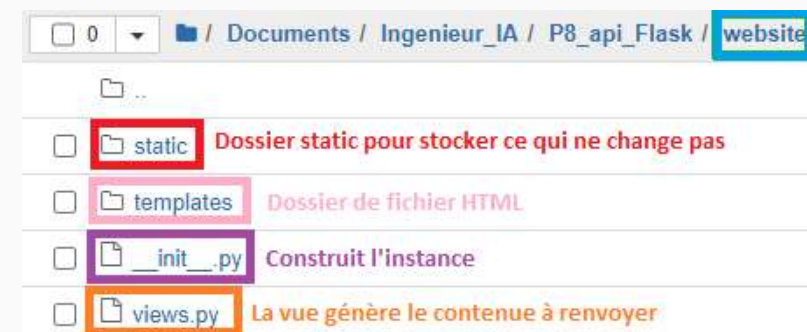 0 / Documents / Ingenieur_IA / P8_api_Flask / website
..
static Dossier static pour stocker ce qui ne change pas
templates Dossier de fichier HTML
__init__.py Construit l'instance
views.py La vue génère le contenue à renvoyer